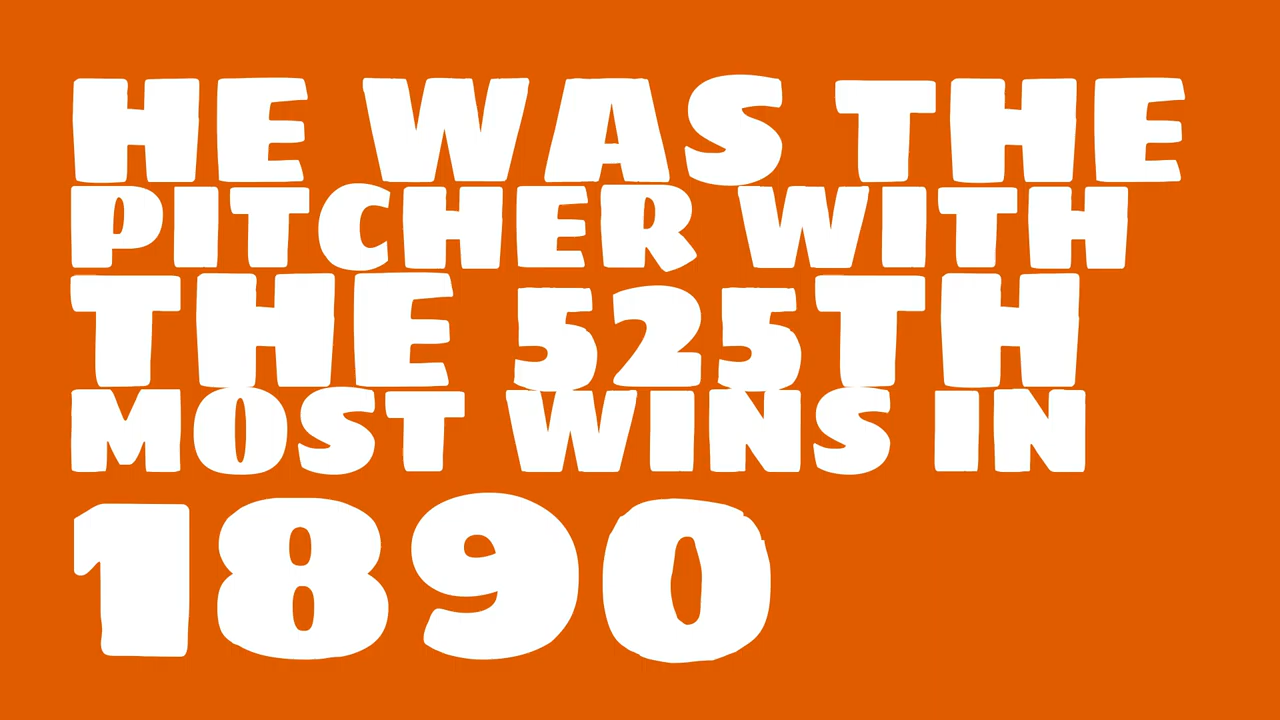 HE WAS THE
PITCHER WITH
THE 525TH
MOST WINS IN
1890